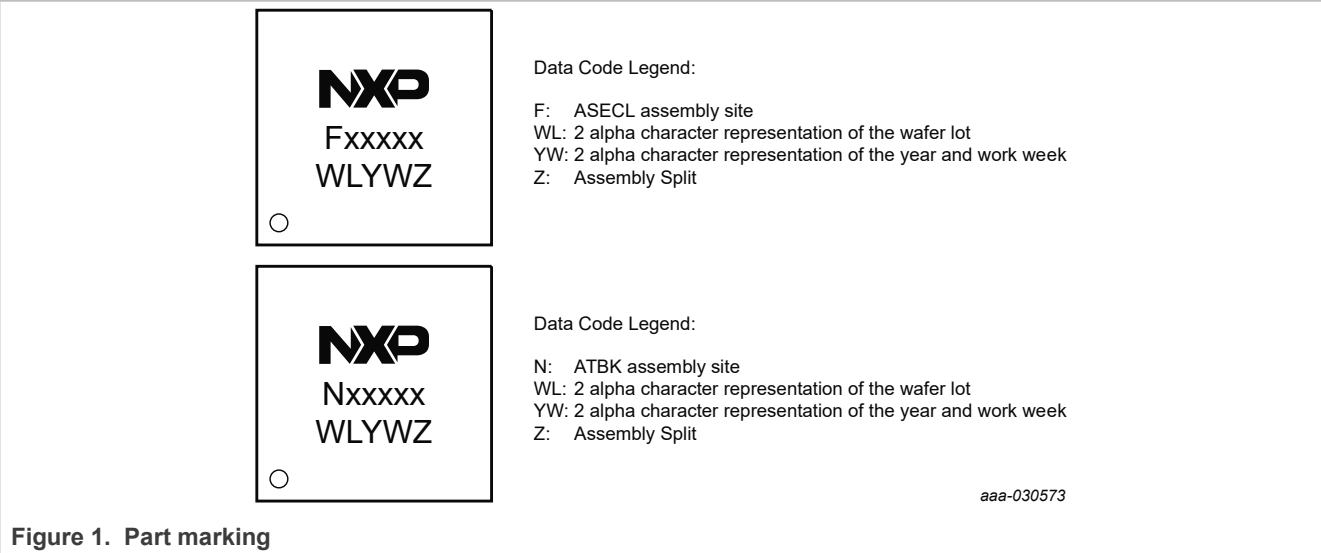 NXP
Fxxxxx
WLYWZ
Data Code Legend:
F: ASECL assembly site
WL: 2 alpha character representation of the wafer lot
YW: 2 alpha character representation of the year and work week
Z: Assembly Split
NXP
Nxxxxx
WLYWZ
Data Code Legend:
N: ATBK assembly site
WL: 2 alpha character representation of the wafer lot
YW: 2 alpha character representation of the year and work week
Z: Assembly Split
aaa-030573
Figure 1. Part marking